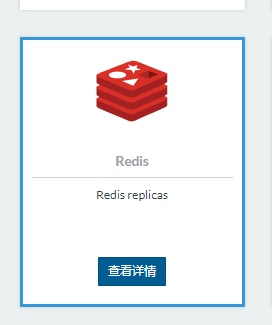 Redis
Redis replicas
查看详情